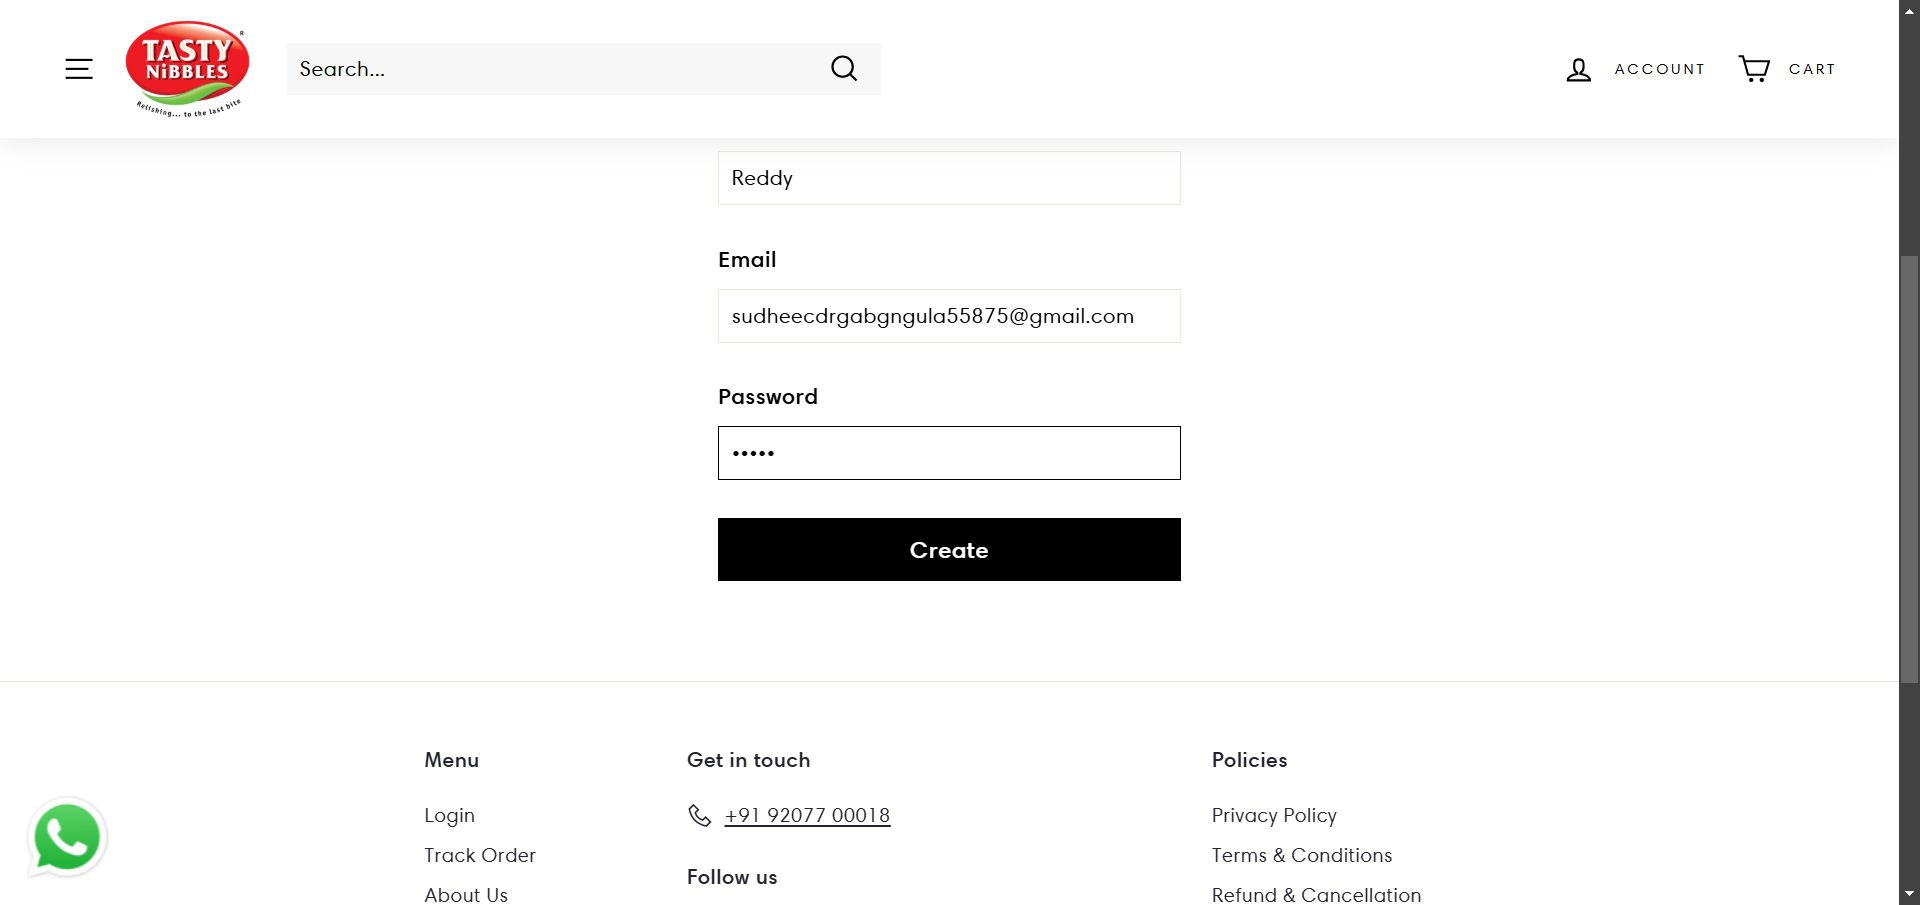 TASTY
NiBBLES
®
Relishing... to the last bite
Search...
ACCOUNT
CART
Reddy
Email
sudheecdrgabgngula55875@gmail.com
Password
•••••
Create
Menu
Login
Track Order
About Us
Get in touch
+91 92077 00018
Follow us
Policies
Privacy Policy
Terms & Conditions
Refund & Cancellation